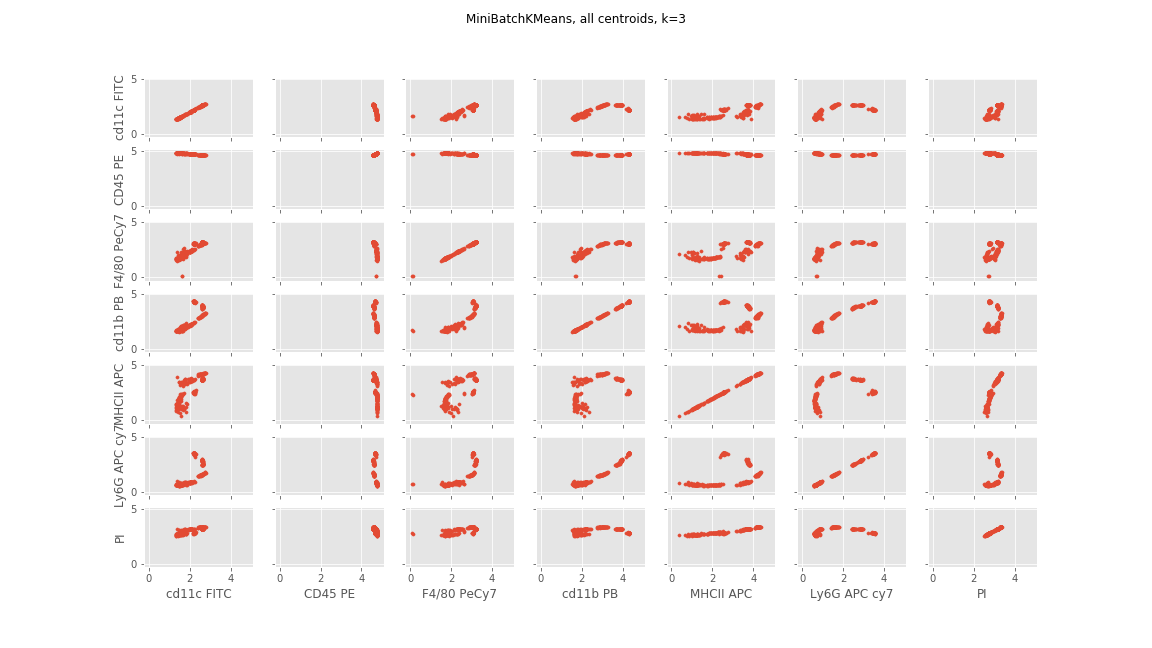 MiniBatchKMeans, all centroids, k=3
cd11c FITC
5
0
CD45 PE
5
0
F4/80 PeCy7
5
0
cd11b PB
5
0
MHCII APC
5
0
Ly6G APC cy7
5
0
PI
5
0
0 2 4 0 2 4 0 2 4 0 2 4 0 2 4 0 2 4 0 2 4
cd11c FITC CD45 PE F4/80 PeCy7 cd11b PB MHCII APC Ly6G APC cy7 PI